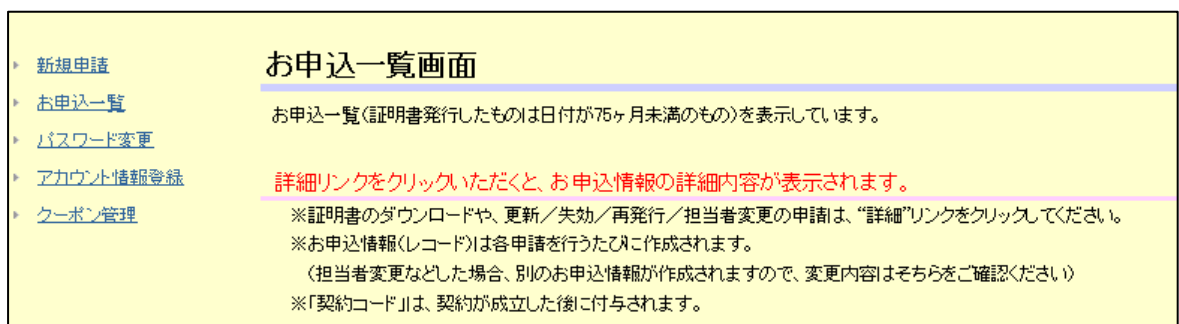 新規申請
お申込一覧
パスワード変更
アカウント情報登録
クーポン管理
お申込一覧画面
お申込一覧(証明書発行したものは日付が75ヶ月未満のもの)を表示しています。
詳細リンクをクリックいただくと、お申込情報の詳細内容が表示されます。
※証明書のダウンロードや、更新／失効／再発行／担当者変更の申請は、“詳細”リンクをクリックしてください。
※お申込情報(レコード)は各申請を行うたびに作成されます。
（担当者変更などした場合、別のお申込情報が作成されますので、変更内容はそちらをご確認ください）
※「契約コード」は、契約が成立した後に付与されます。